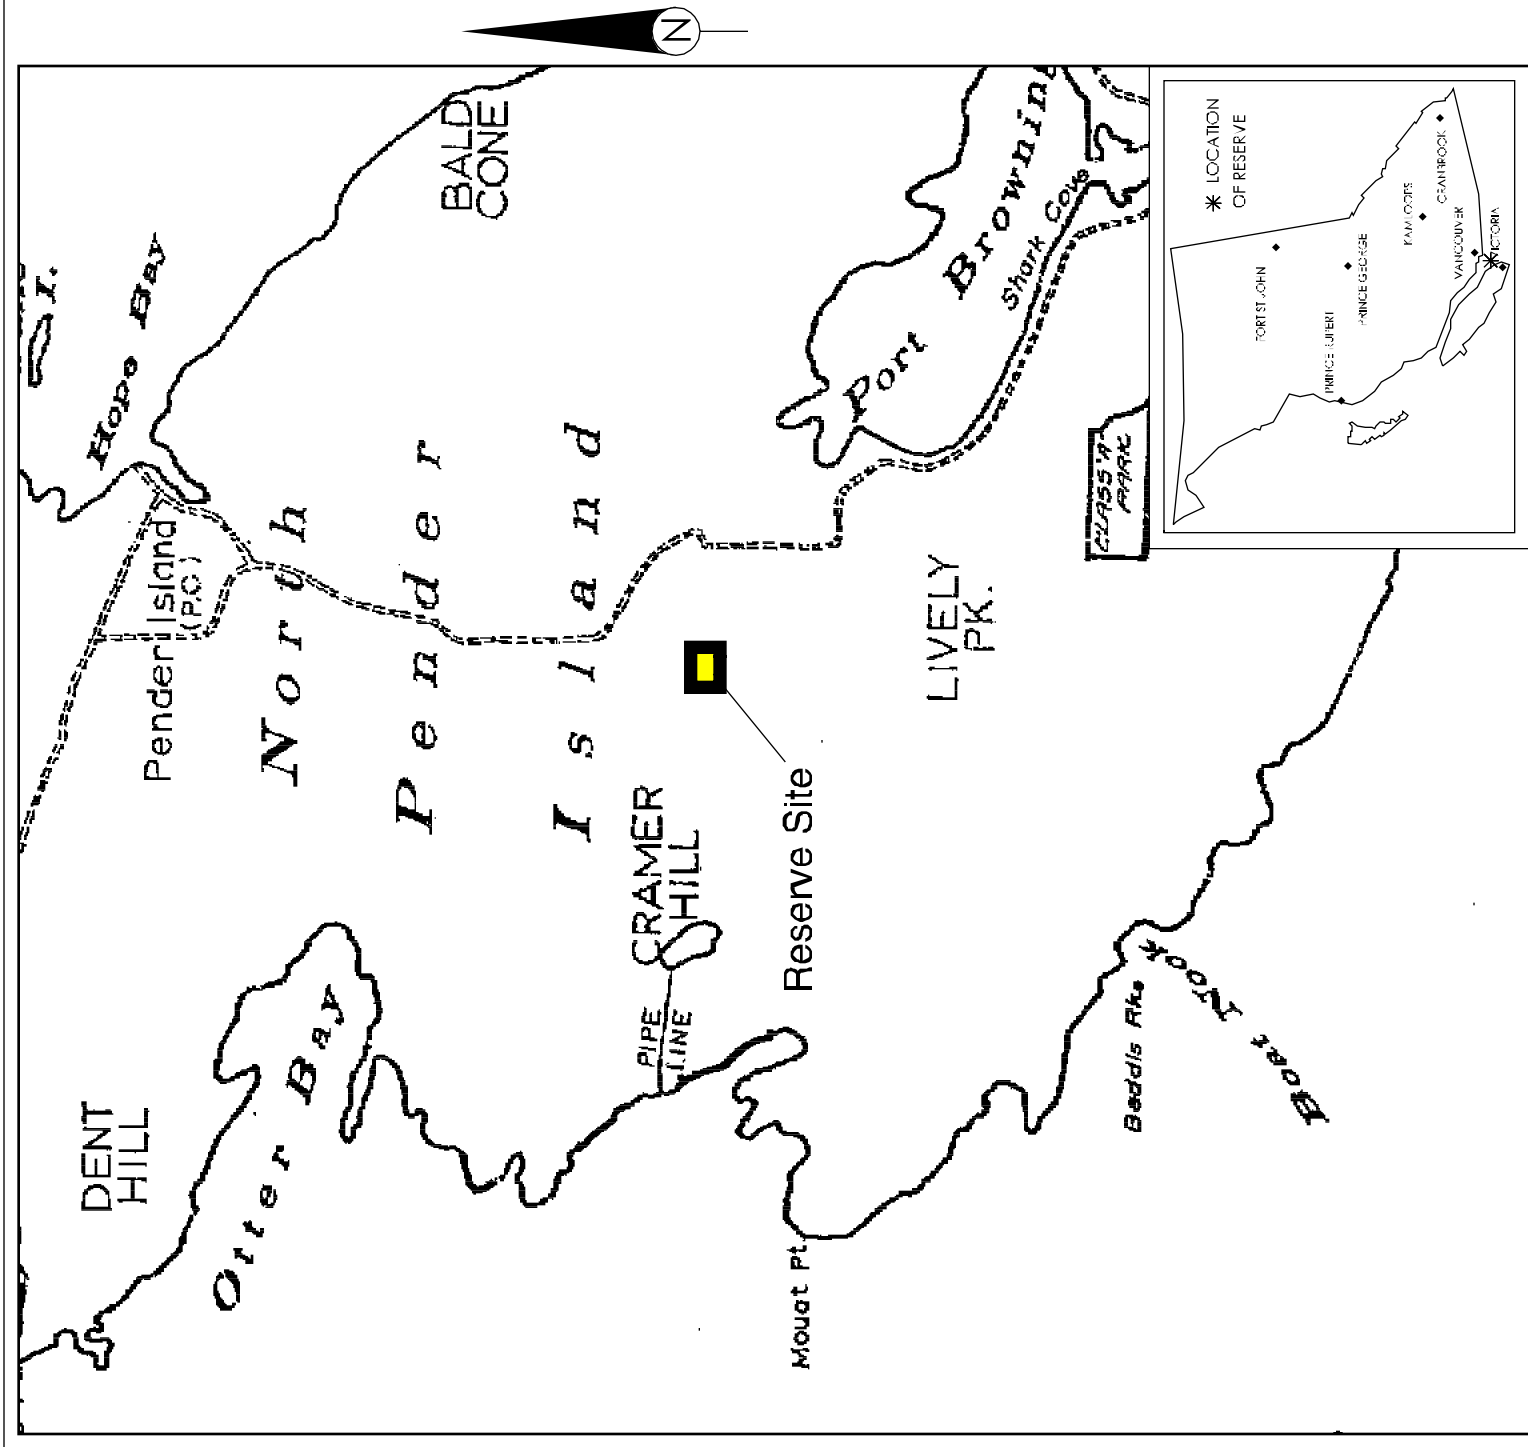 N
BALD
CONE
I.
Hope Bay
Pender Island
(P.O.)
North
Pender
Island
Port Browning
Shark Cove
CLASS 'A'
PARK
LIVELY
PK.
Reserve Site
CRAMER
HILL
PIPE
LINE
DENT
HILL
Otter Bay
Mouat Pt.
Beddis Rks
Boat Nook
LOCATION
OF RESERVE
FORT ST JOHN
PRINCE RUPERT
PRINCE GEORGE
KAMLOOPS
CRANBROOK
VANCOUVER
VICTORIA